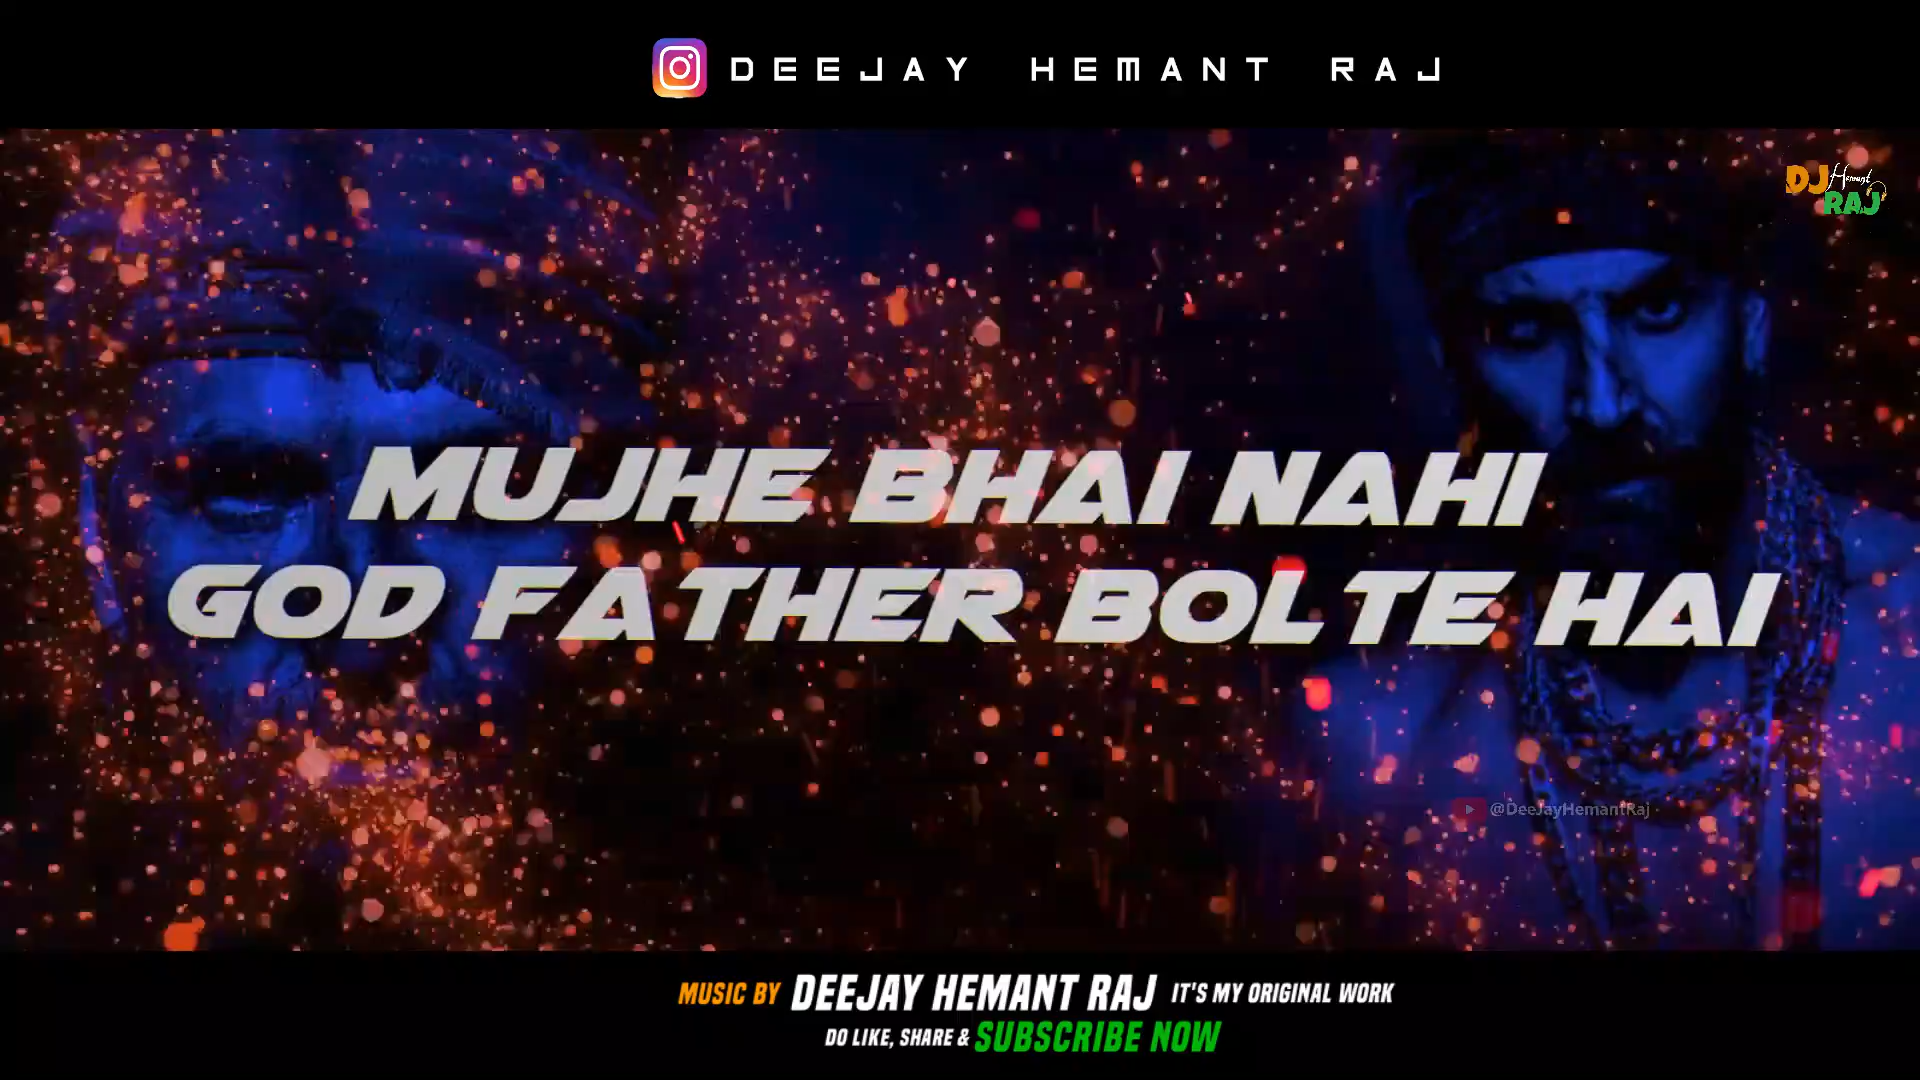 DEEJAY HEMANT RAJ
DJ Hemant
RAJ
MUJHE BHAI NAHI
GOD FATHER BOLTE HAI
@DeeJayHemantRaj
MUSIC BY DEEJAY HEMANT RAJ IT'S MY ORIGINAL WORK
DO LIKE, SHARE & SUBSCRIBE NOW